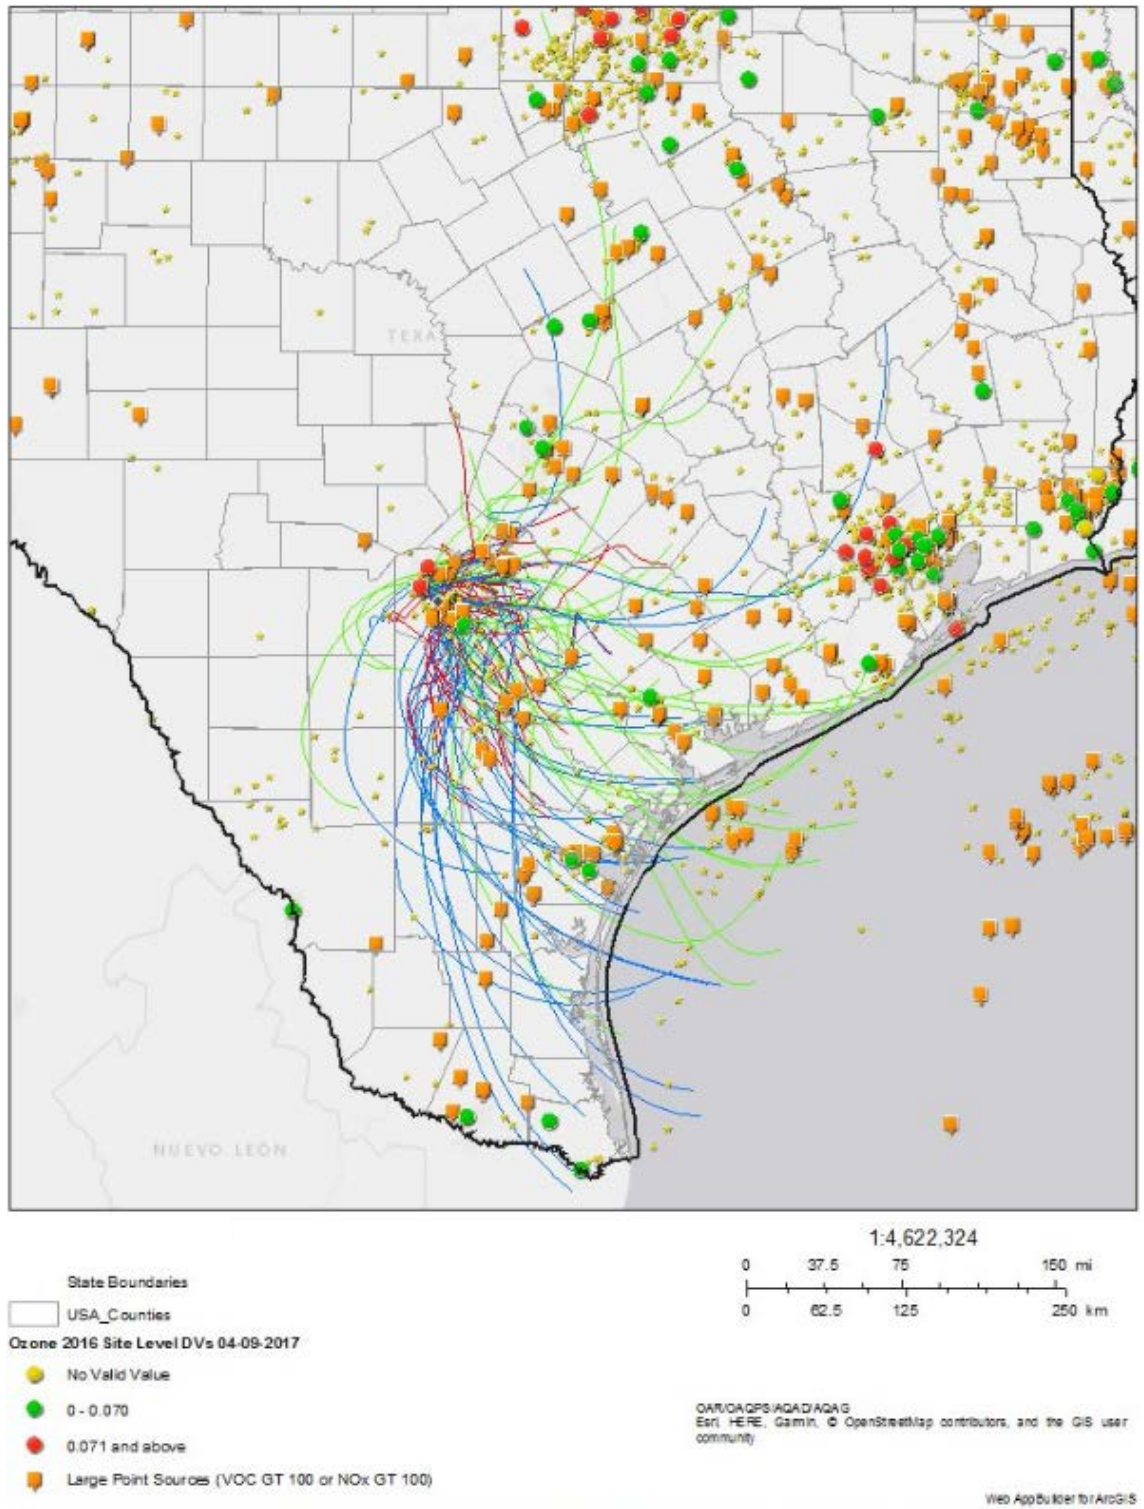 TEXA
NUEVO LEÓN
1:4,622,324
0 37.5 75 150 mi
0 62.5 125 250 km
State Boundaries
USA_Counties
Ozone 2016 Site Level DVs 04-09-2017
No Valid Value
0 - 0.070
0.071 and above
Large Point Sources (VOC GT 100 or NOx GT 100)
OAR/OAQPS/AQAD/AQAG
Esri, HERE, Garmin, © OpenStreetMap contributors, and the GIS user
community
Web AppBuilder for ArcGIS